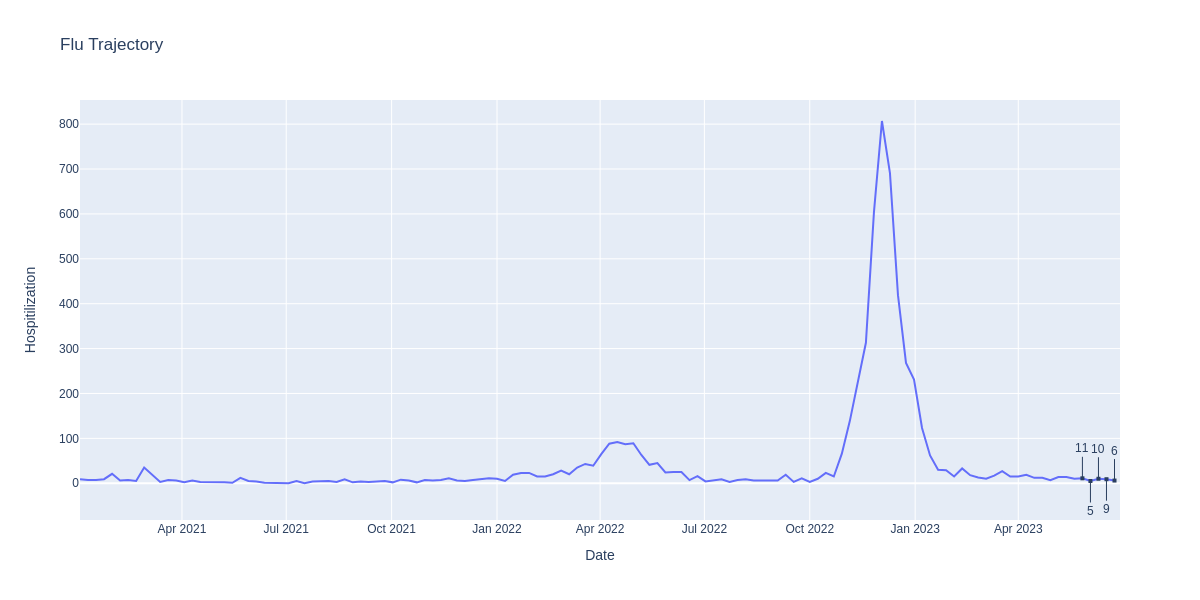 Flu Trajectory
Hospitilization
800
700
600
500
400
300
200
100
0
11
10
6
5
9
Apr 2021
Jul 2021
Oct 2021
Jan 2022
Apr 2022
Jul 2022
Oct 2022
Jan 2023
Apr 2023
Date